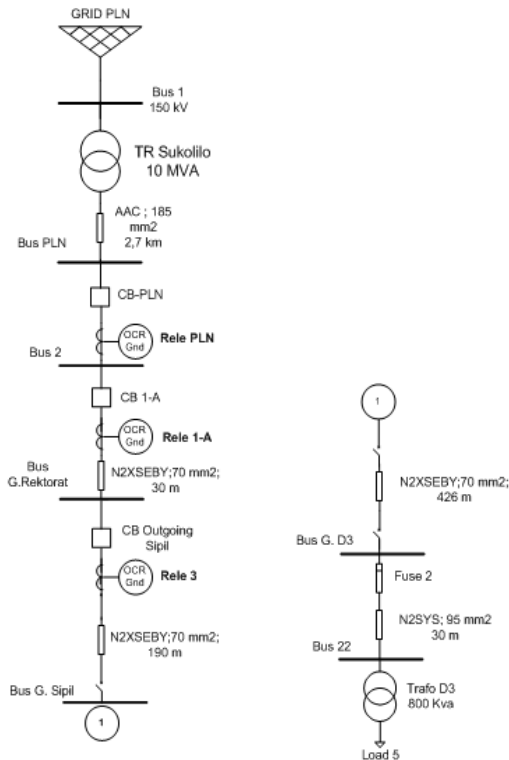 GRID PLN
Bus 1
150 kV
TR Sukolilo
10 MVA
AAC ; 185
mm2
2,7 km
Bus PLN
CB-PLN
OCR
Gnd
Rele PLN
Bus 2
CB 1-A
OCR
Gnd
Rele 1-A
Bus
G.Rektorat
N2XSEBY;70 mm2;
30 m
CB Outgoing
Sipil
OCR
Gnd
Rele 3
N2XSEBY;70 mm2;
190 m
Bus G. Sipil
1
1
N2XSEBY;70 mm2;
426 m
Bus G. D3
Fuse 2
N2SYS; 95 mm2
30 m
Bus 22
Trafo D3
800 Kva
Load 5